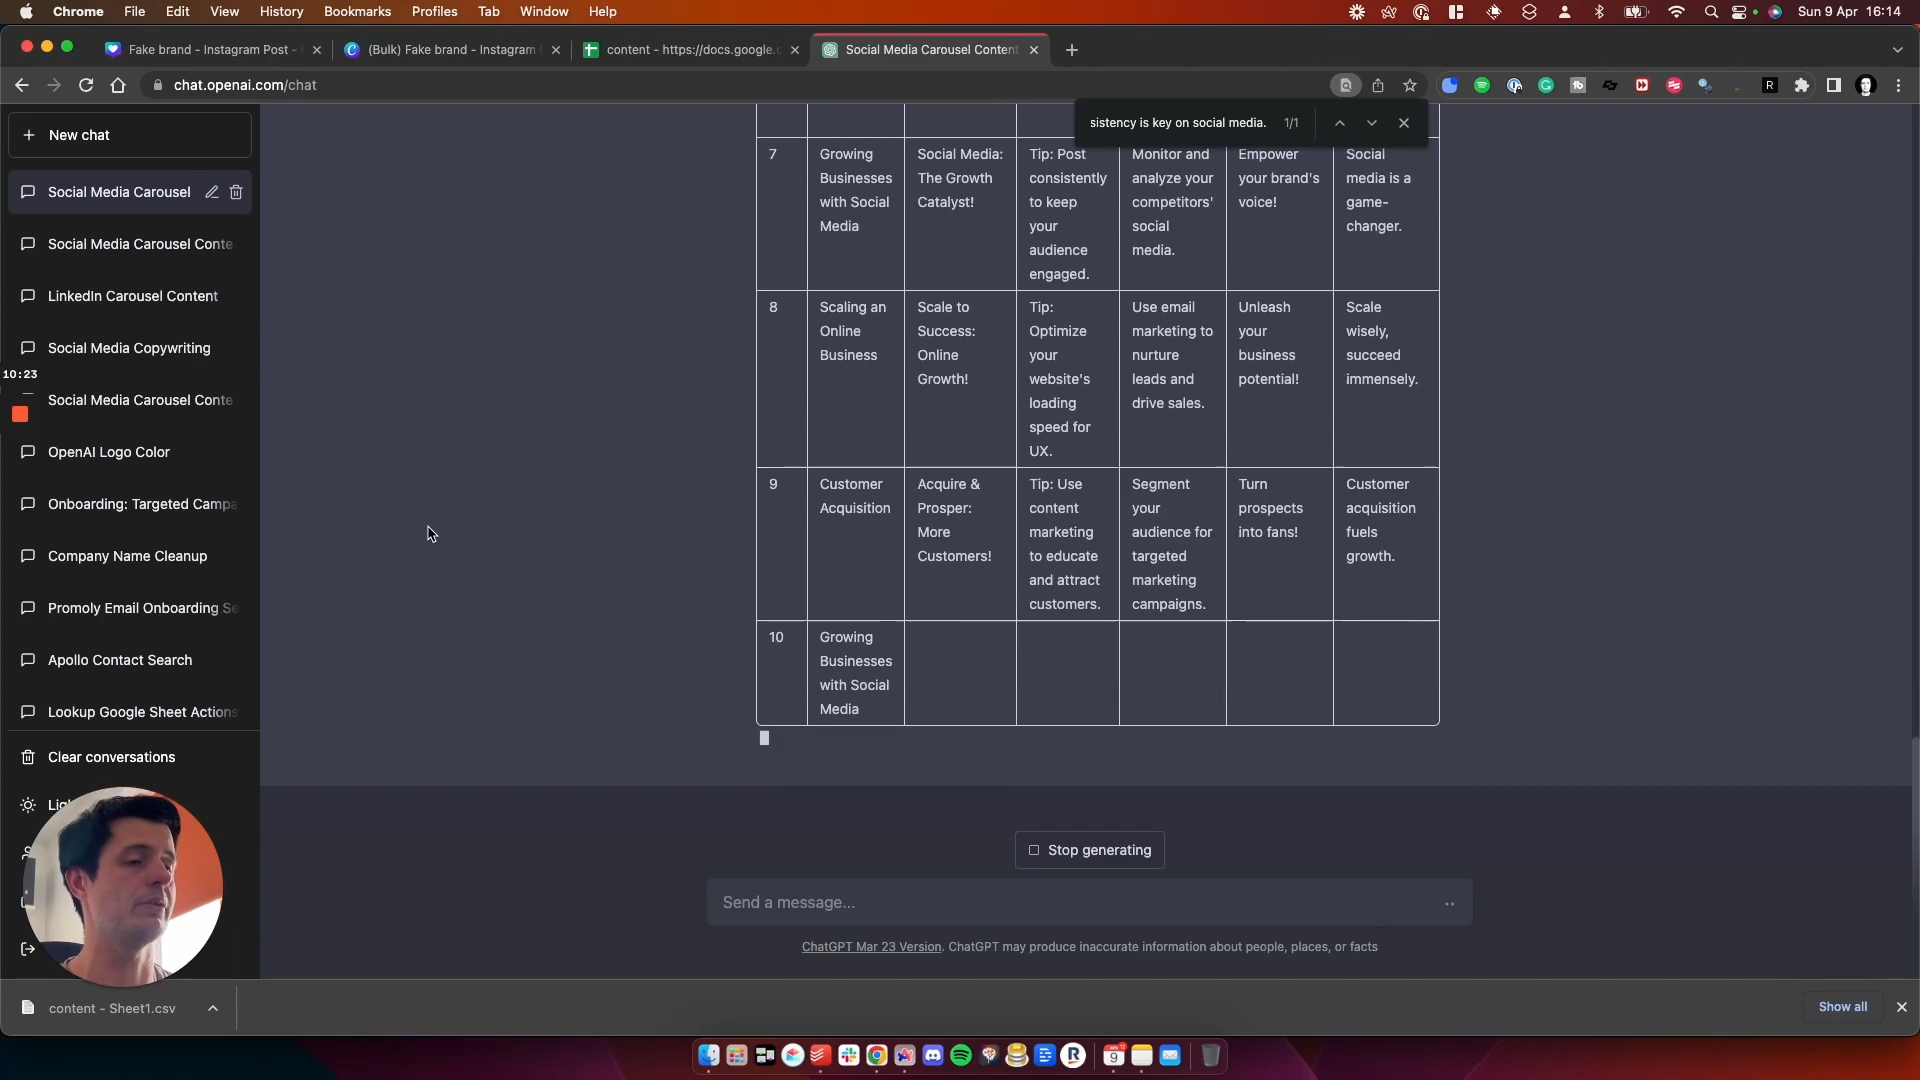 Chrome File Edit View History Bookmarks Profiles Tab Window Help
Sun 9 Apr 16:14
Fake brand - Instagram Post -
(Bulk) Fake brand - Instagram
content - https://docs.google.c
Social Media Carousel Content
chat.openai.com/chat
sistency is key on social media. 1/1
New chat
Social Media Carousel
Social Media Carousel Conte
LinkedIn Carousel Content
Social Media Copywriting
10:23
Social Media Carousel Conte
OpenAI Logo Color
Onboarding: Targeted Campa
Company Name Cleanup
Promoly Email Onboarding Se
Apollo Contact Search
Lookup Google Sheet Actions
Clear conversations
7
Growing
Businesses
with Social
Media
Social Media:
The Growth
Catalyst!
Tip: Post
consistently
to keep
your
audience
engaged.
Monitor and
analyze your
competitors'
social
media.
Empower
your brand's
voice!
Social
media is a
game-
changer.
8
Scaling an
Online
Business
Scale to
Success:
Online
Growth!
Tip:
Optimize
your
website's
loading
speed for
UX.
Use email
marketing to
nurture
leads and
drive sales.
Unleash
your
business
potential!
Scale
wisely,
succeed
immensely.
9
Customer
Acquisition
Acquire &
Prosper:
More
Customers!
Tip: Use
content
marketing
to educate
and attract
customers.
Segment
your
audience for
targeted
marketing
campaigns.
Turn
prospects
into fans!
Customer
acquisition
fuels
growth.
10
Growing
Businesses
with Social
Media
Stop generating
Send a message...
ChatGPT Mar 23 Version. ChatGPT may produce inaccurate information about people, places, or facts
content - Sheet1.csv
Show all